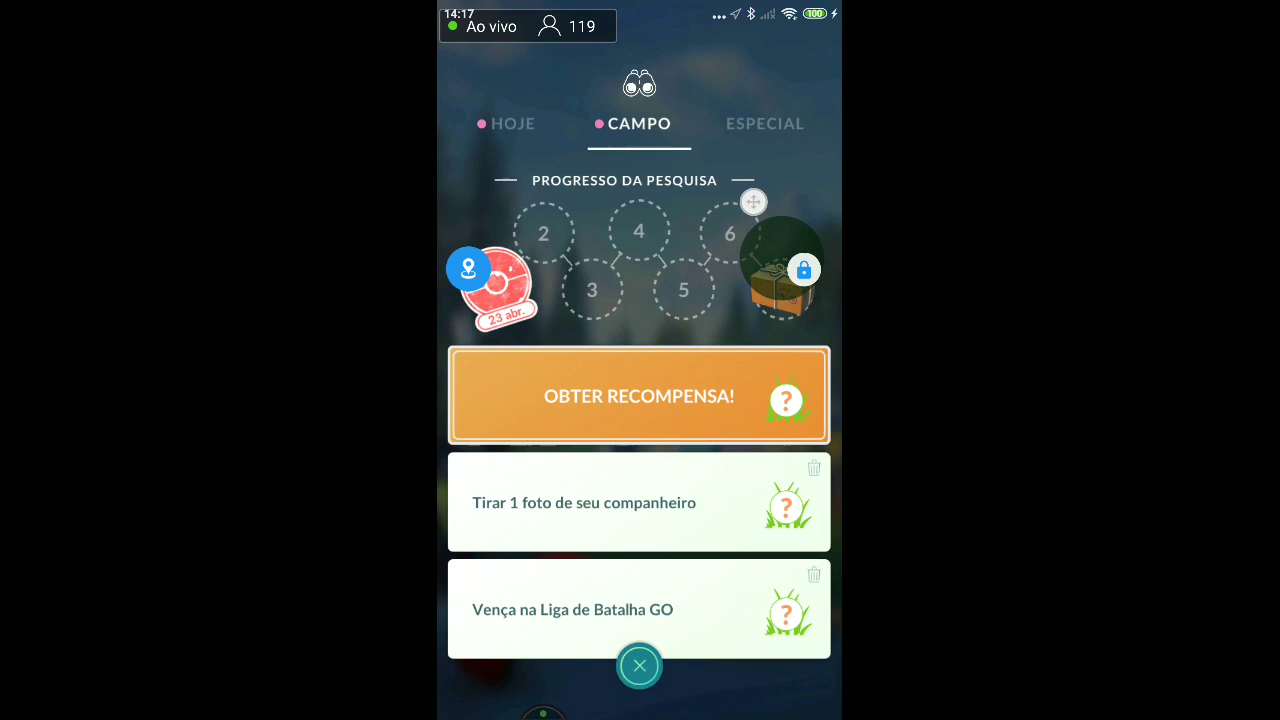 14:17
100
Ao vivo
119
HOJE
CAMPO
ESPECIAL
PROGRESSO DA PESQUISA
2
4
6
3
5
23 abr.
OBTER RECOMPENSA!
?
Tirar 1 foto de seu companheiro
?
Vença na Liga de Batalha GO
?